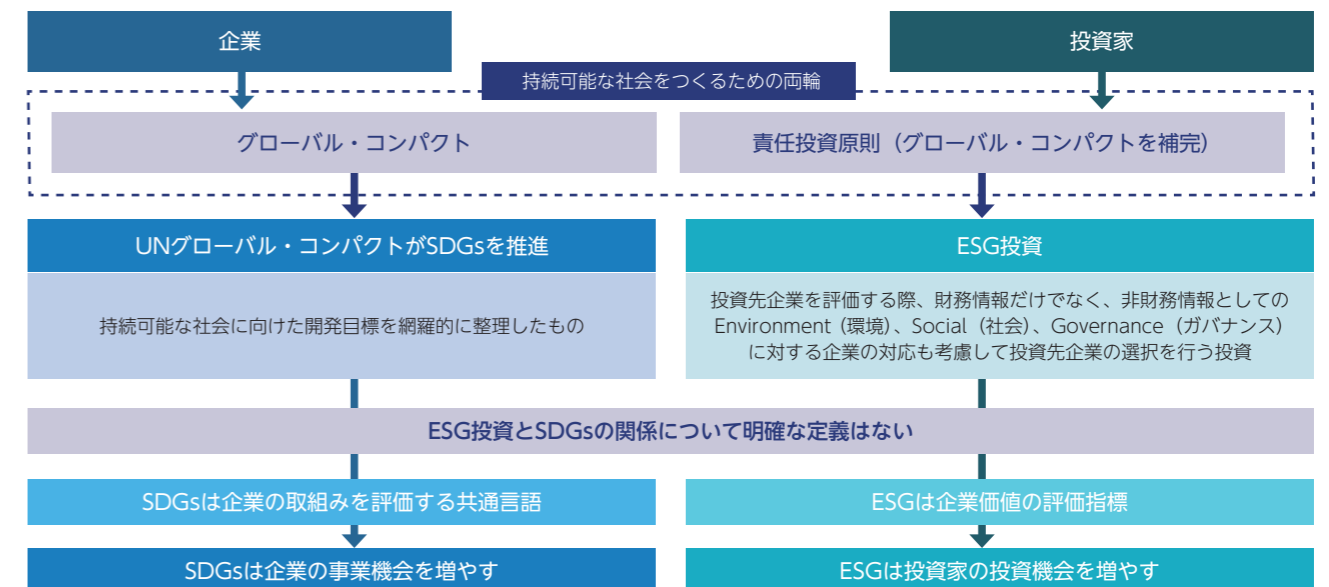 企業
投資家
持続可能な社会をつくるための両輪
グローバル・コンパクト
責任投資原則（グローバル・コンパクトを補完）
UNグローバル・コンパクトがSDGsを推進
ESG投資
持続可能な社会に向けた開発目標を網羅的に整理したもの
投資先企業を評価する際、財務情報だけでなく、非財務情報としての
Environment（環境）、Social（社会）、Governance（ガバナンス）
に対する企業の対応も考慮して投資先企業の選択を行う投資
ESG投資とSDGsの関係について明確な定義はない
SDGsは企業の取組みを評価する共通言語
ESGは企業価値の評価指標
SDGsは企業の事業機会を増やす
ESGは投資家の投資機会を増やす